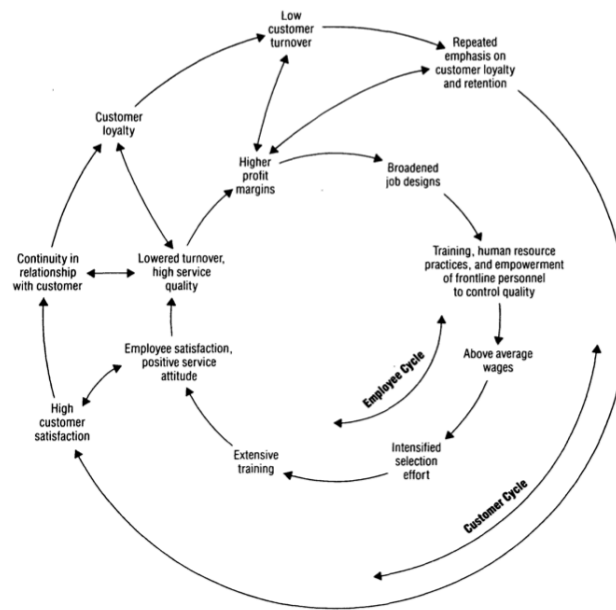 Low
customer
turnover
Repeated
emphasis on
customer loyalty
and retention
Customer
loyalty
Higher
profit
margins
Broadened
job designs
Continuity in
relationship
with customer
Lowered turnover,
high service
quality
Training, human resource
practices, and empowerment
of frontline personnel
to control quality
Employee satisfaction,
positive service
attitude
Employee Cycle
Above average
wages
High
customer
satisfaction
Extensive
training
Intensified
selection
effort
Customer Cycle